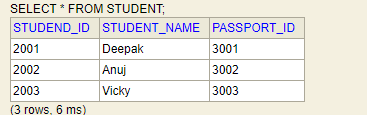 SELECT * FROM STUDENT;
STUDEND_ID STUDENT_NAME PASSPORT_ID
2001 Deepak 3001
2002 Anuj 3002
2003 Vicky 3003
(3 rows, 6 ms)